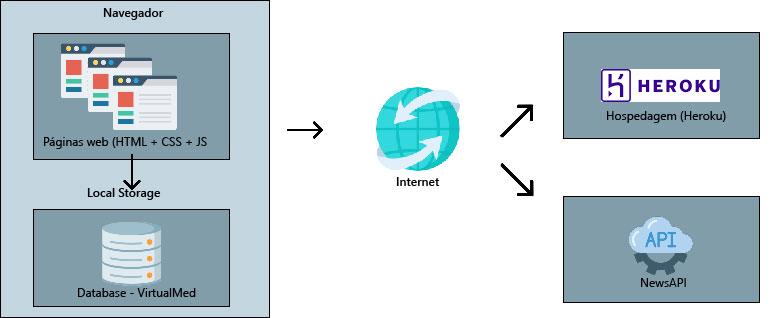 Navegador
Páginas web (HTML + CSS + JS
Local Storage
Database - VirtualMed
Internet
HEROKU
Hospedagem (Heroku)
API
NewsAPI